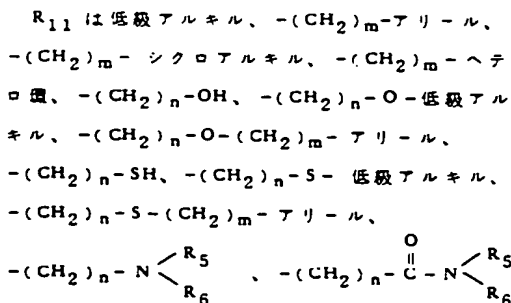 R₁₁ は低級アルキル、-(CH₂)ₘ-アリール、
-(CH₂)ₘ- シクロアルキル、-(CH₂)ₘ-ヘテ
ロ環、-(CH₂)ₙ-OH、-(CH₂)ₙ-O-低級アル
キル、-(CH₂)ₙ-O-(CH₂)ₘ- アリール、
-(CH₂)ₙ-SH、-(CH₂)ₙ-S- 低級アルキル、
-(CH₂)ₙ-S-(CH₂)ₘ- アリール、
-(CH₂)ₙ-N<R₅ R₆ 、-(CH₂)ₙ-C(=O)-N<R₅ R₆